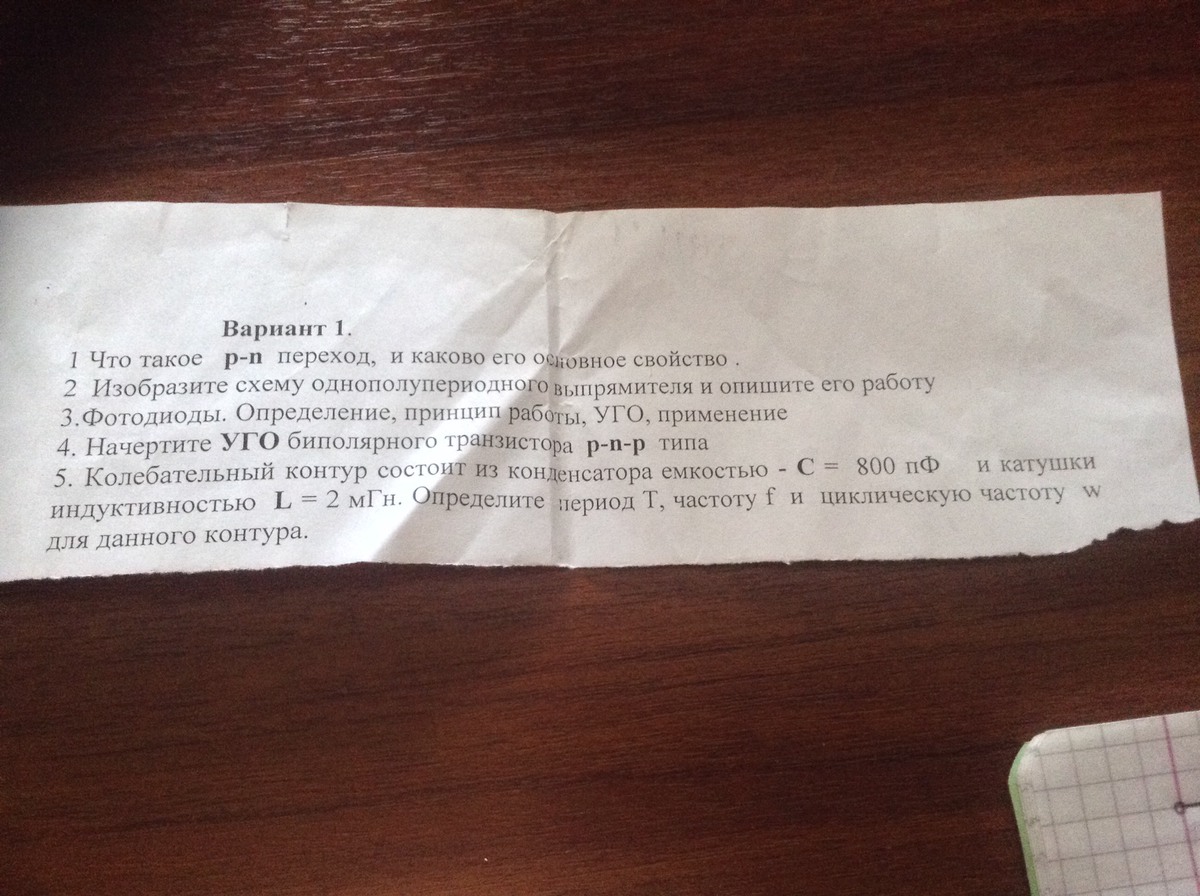 Вариант 1.
1 Что такое p-n переход, и каково его основное свойство .
2 Изобразите схему однополупериодного выпрямителя и опишите его работу
3.Фотодиоды. Определение, принцип работы, УГО, применение
4. Начертите УГО биполярного транзистора p-n-p типа
5. Колебательный контур состоит из конденсатора емкостью - C = 800 пФ и катушки
индуктивностью L = 2 мГн. Определите период T, частоту f и циклическую частоту w
для данного контура.